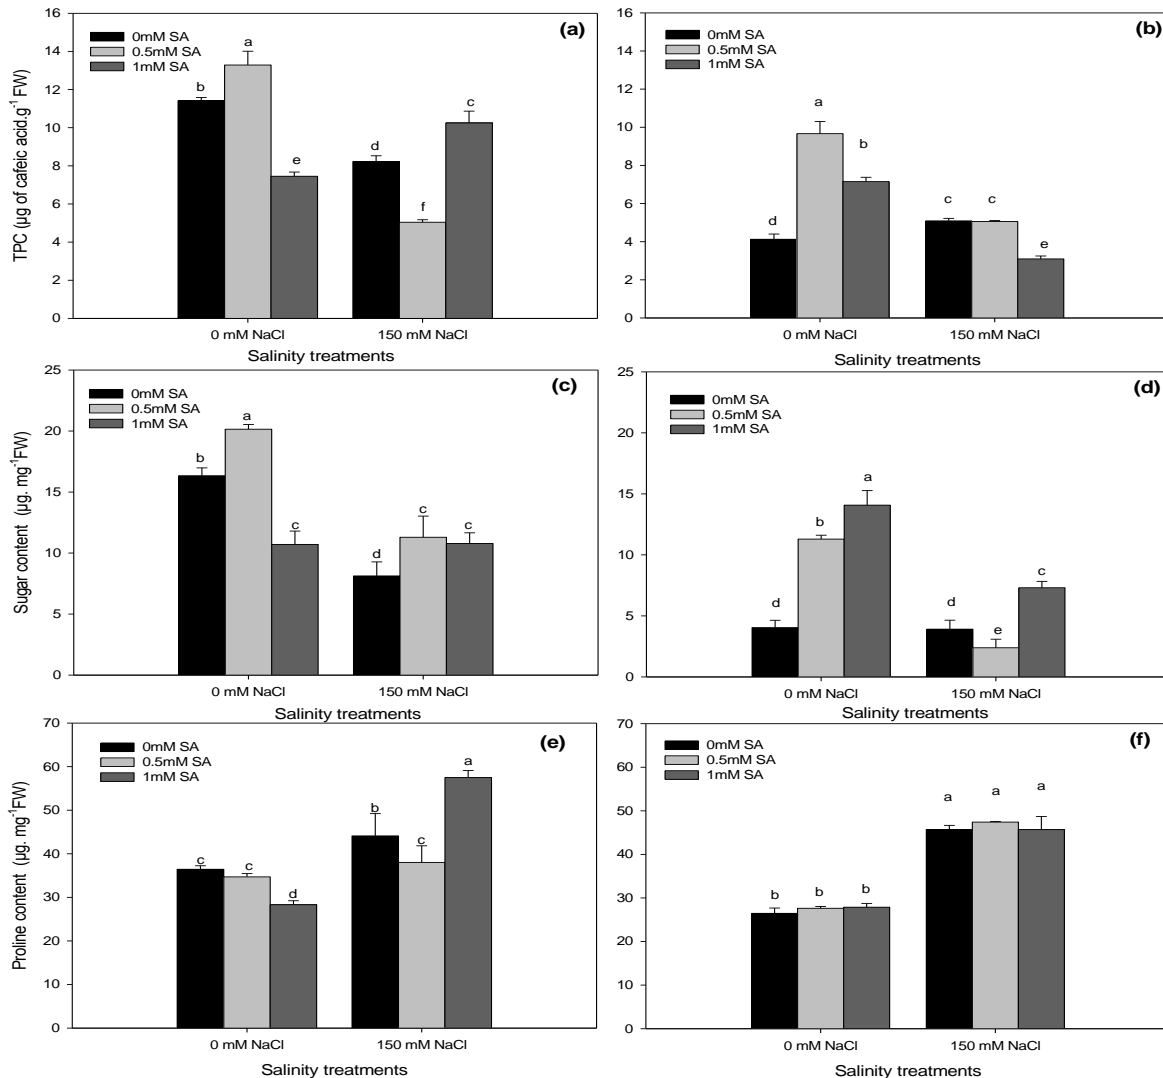 16
14
12
10
8
6
4
2
0
TPC (µg of cafeic acid.g-1 FW)
0mM SA
0.5mM SA
1mM SA
(a)
b
a
e
d
f
c
0 mM NaCl
150 mM NaCl
Salinity treatments
16
14
12
10
8
6
4
2
0
0mM SA
0.5mM SA
1mM SA
(b)
d
a
b
c
c
e
0 mM NaCl
150 mM NaCl
Salinity treatments
25
20
15
10
5
0
Sugar content (µg. mg-1FW)
0mM SA
0.5mM SA
1mM SA
(c)
b
a
c
d
c
c
0 mM NaCl
150 mM NaCl
Salinity treatments
25
20
15
10
5
0
0mM SA
0.5mM SA
1mM SA
(d)
d
b
a
d
e
c
0 mM NaCl
150 mM NaCl
Salinity treatments
70
60
50
40
30
20
10
0
Proline content (µg. mg-1FW)
0mM SA
0.5mM SA
1mM SA
(e)
c
c
d
b
c
a
0 mM NaCl
150 mM NaCl
Salinity treatments
70
60
50
40
30
20
10
0
0mM SA
0.5mM SA
1mM SA
(f)
b
b
b
a
a
a
0 mM NaCl
150 mM NaCl
Salinity treatments